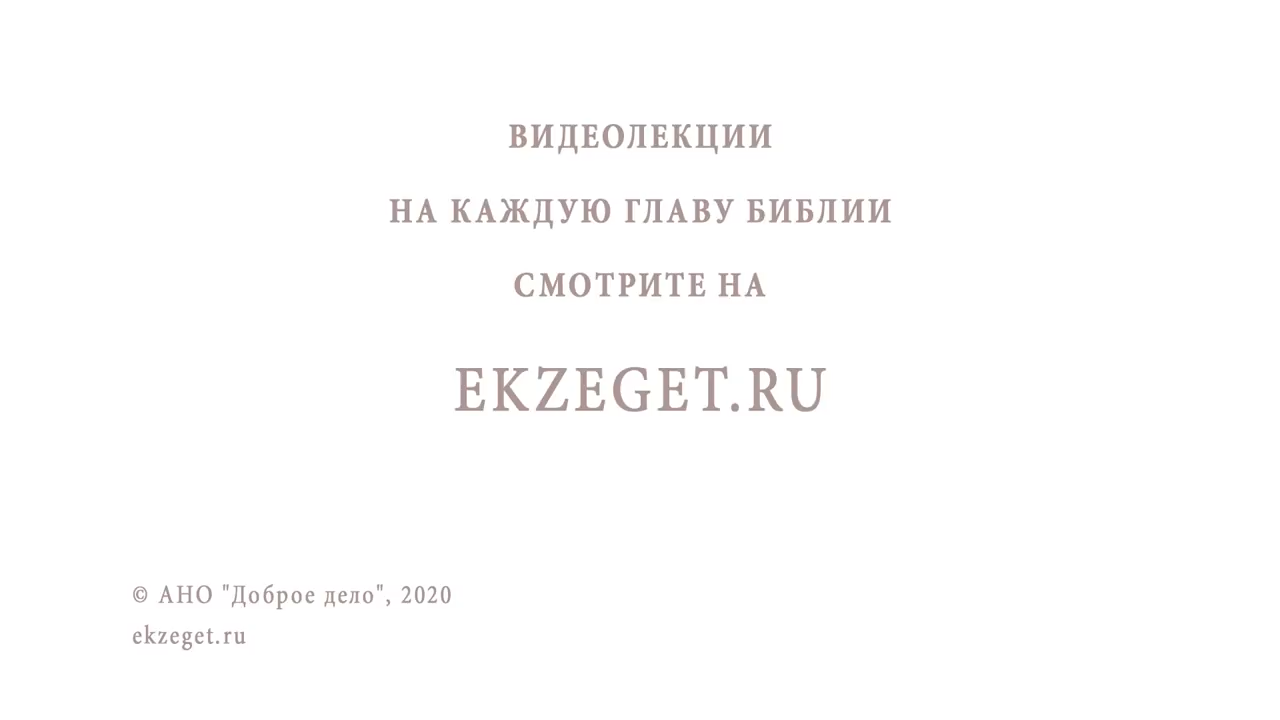 ВИДЕОЛЕКЦИИ
НА КАЖДУЮ ГЛАВУ БИБЛИИ
СМОТРИТЕ НА
EKZEGET.RU
© АНО "Доброе дело", 2020
ekzeget.ru